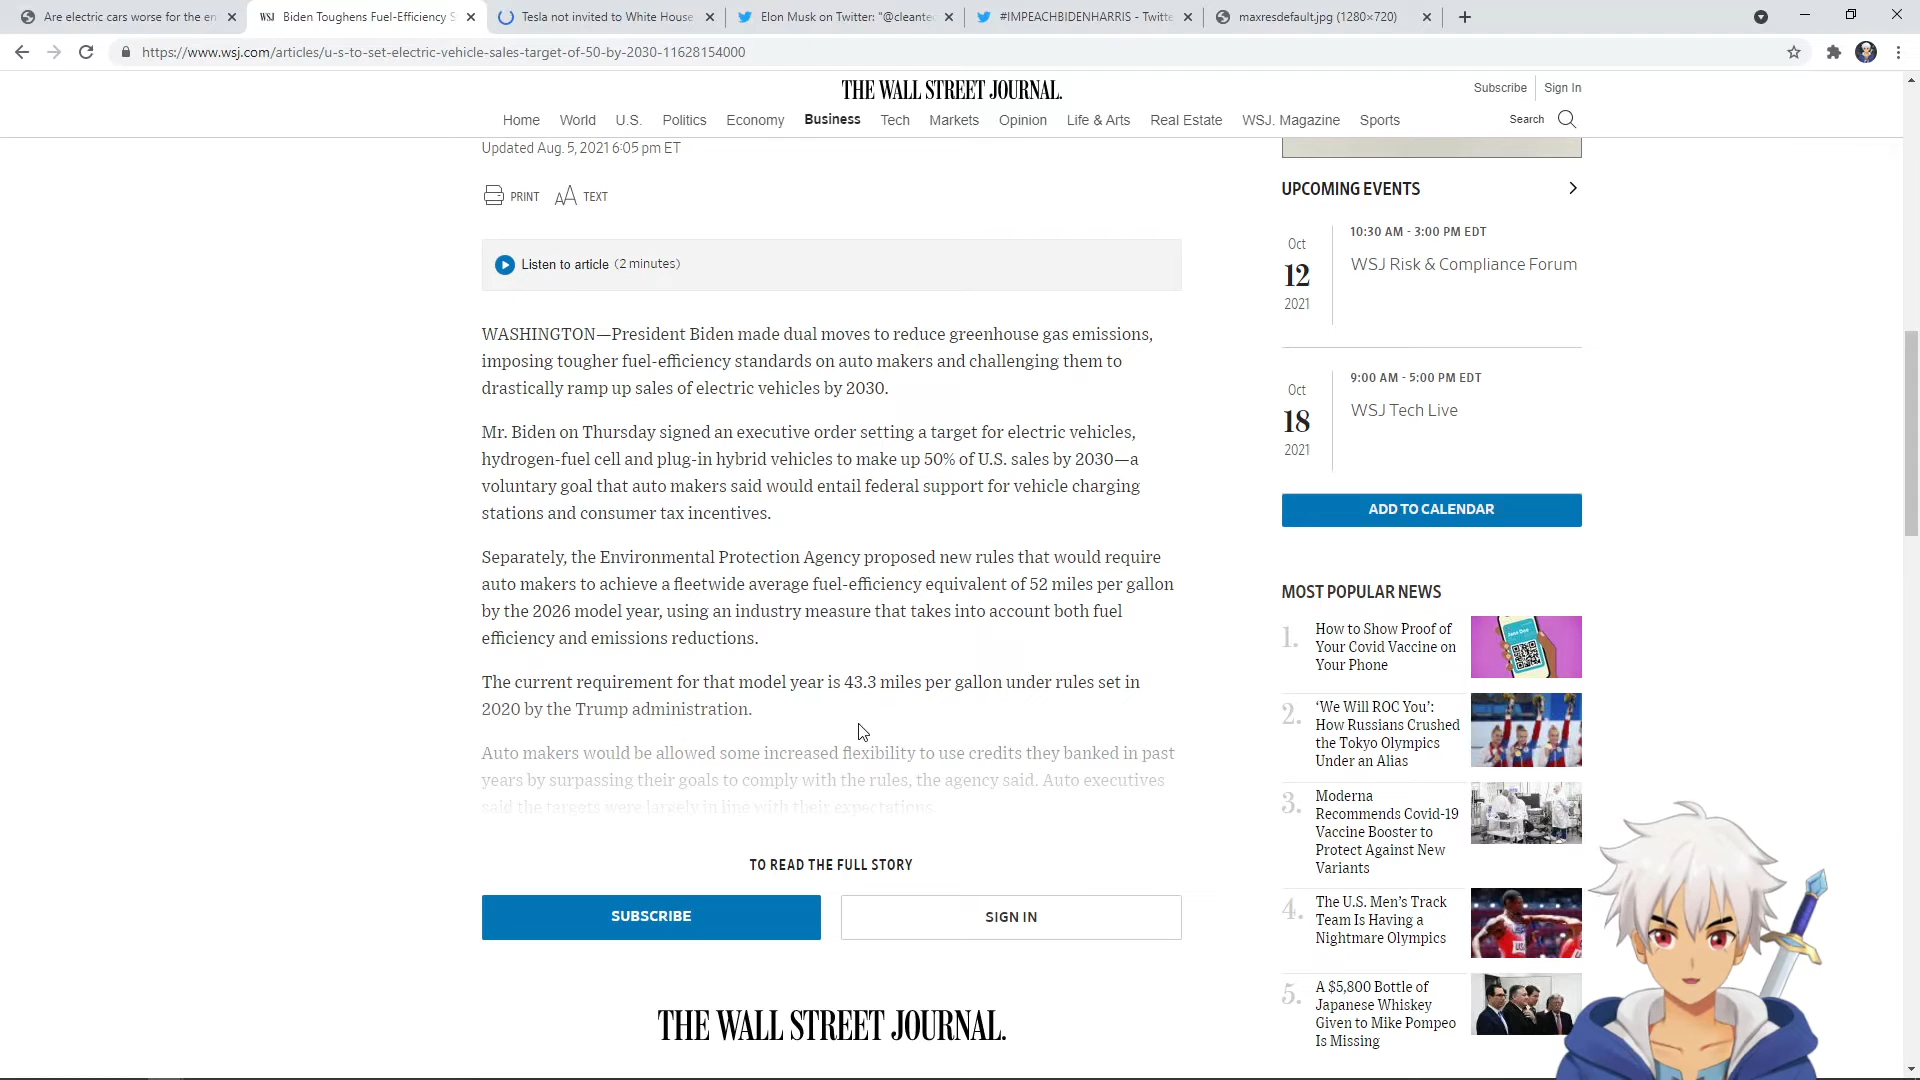 Are electric cars worse for the en
WSJ Biden Toughens Fuel-Efficiency S
Tesla not invited to White House
Elon Musk on Twitter: "@cleante
#IMPEACHBIDENHARRIS - Twitte
maxresdefault.jpg (1280×720)
https://www.wsj.com/articles/u-s-to-set-electric-vehicle-sales-target-of-50-by-2030-11628154000
THE WALL STREET JOURNAL.
Subscribe
Sign In
Home World U.S. Politics Economy Business Tech Markets Opinion Life & Arts Real Estate WSJ. Magazine Sports
Search
Updated Aug. 5, 2021 6:05 pm ET
PRINT
AA TEXT
Listen to article (2 minutes)
WASHINGTON—President Biden made dual moves to reduce greenhouse gas emissions,
imposing tougher fuel-efficiency standards on auto makers and challenging them to
drastically ramp up sales of electric vehicles by 2030.
Mr. Biden on Thursday signed an executive order setting a target for electric vehicles,
hydrogen-fuel cell and plug-in hybrid vehicles to make up 50% of U.S. sales by 2030—a
voluntary goal that auto makers said would entail federal support for vehicle charging
stations and consumer tax incentives.
Separately, the Environmental Protection Agency proposed new rules that would require
auto makers to achieve a fleetwide average fuel-efficiency equivalent of 52 miles per gallon
by the 2026 model year, using an industry measure that takes into account both fuel
efficiency and emissions reductions.
The current requirement for that model year is 43.3 miles per gallon under rules set in
2020 by the Trump administration.
Auto makers would be allowed some increased flexibility to use credits they banked in past
years by surpassing their goals to comply with the rules, the agency said. Auto executives
said the targets were largely in line with their expectations.
TO READ THE FULL STORY
SUBSCRIBE
SIGN IN
THE WALL STREET JOURNAL.
UPCOMING EVENTS
Oct
12
2021
10:30 AM - 3:00 PM EDT
WSJ Risk & Compliance Forum
Oct
18
2021
9:00 AM - 5:00 PM EDT
WSJ Tech Live
ADD TO CALENDAR
MOST POPULAR NEWS
1.
How to Show Proof of
Your Covid Vaccine on
Your Phone
2.
‘We Will ROC You’:
How Russians Crushed
the Tokyo Olympics
Under an Alias
3.
Moderna
Recommends Covid-19
Vaccine Booster to
Protect Against New
Variants
4.
The U.S. Men’s Track
Team Is Having a
Nightmare Olympics
5.
A $5,800 Bottle of
Japanese Whiskey
Given to Mike Pompeo
Is Missing